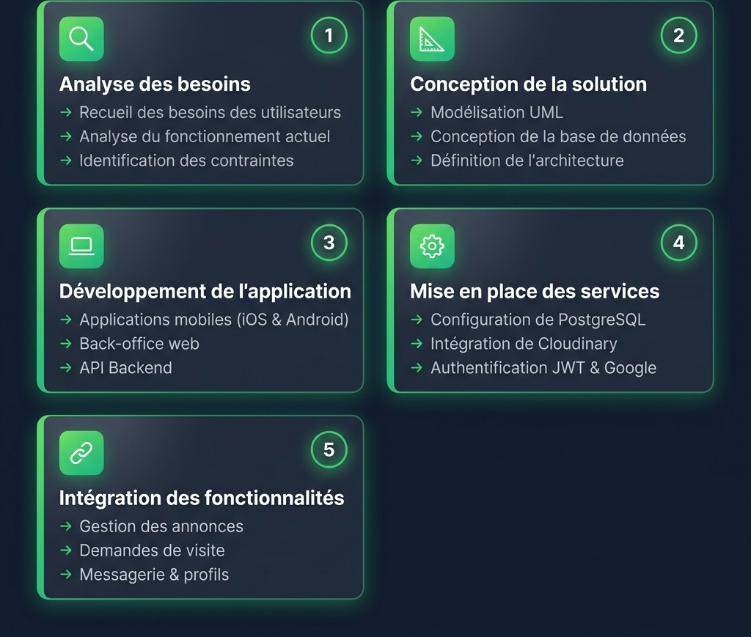 1
Analyse des besoins
→ Recueil des besoins des utilisateurs
→ Analyse du fonctionnement actuel
→ Identification des contraintes
2
Conception de la solution
→ Modélisation UML
→ Conception de la base de données
→ Définition de l'architecture
3
Développement de l'application
→ Applications mobiles (iOS & Android)
→ Back-office web
→ API Backend
4
Mise en place des services
→ Configuration de PostgreSQL
→ Intégration de Cloudinary
→ Authentification JWT & Google
5
Intégration des fonctionnalités
→ Gestion des annonces
→ Demandes de visite
→ Messagerie & profils